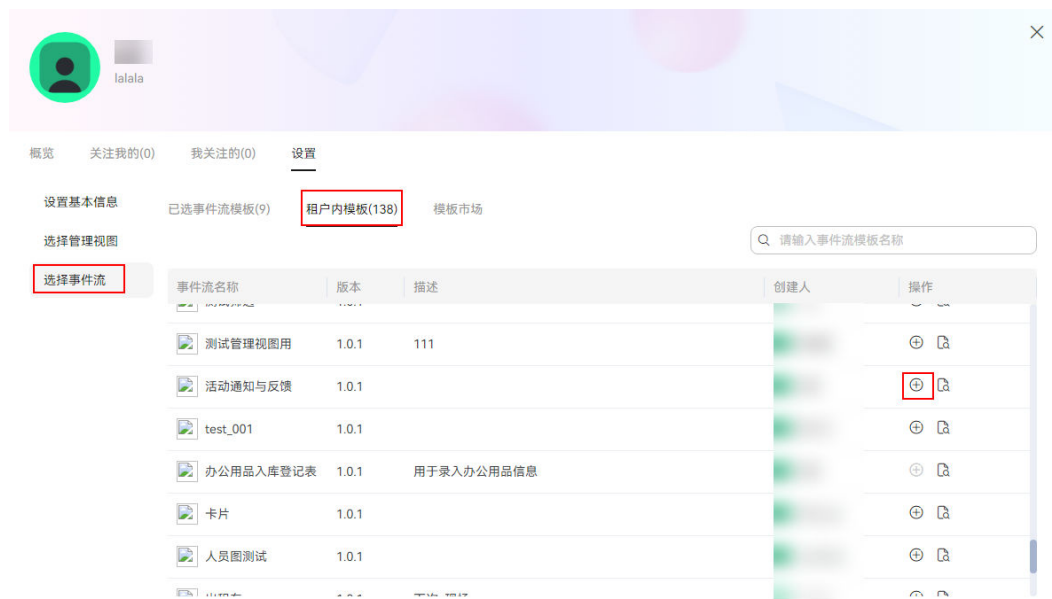 lalala
概览 关注我的(0) 我关注的(0) 设置
设置基本信息
选择管理视图
选择事件流
已选事件流模板(9) 租户内模板(138) 模板市场
请输入事件流模板名称
事件流名称 版本 描述 创建人 操作
测试管理视图用 1.0.1 111
活动通知与反馈 1.0.1
test_001 1.0.1
办公用品入库登记表 1.0.1 用于录入办公用品信息
卡片 1.0.1
人员图测试 1.0.1